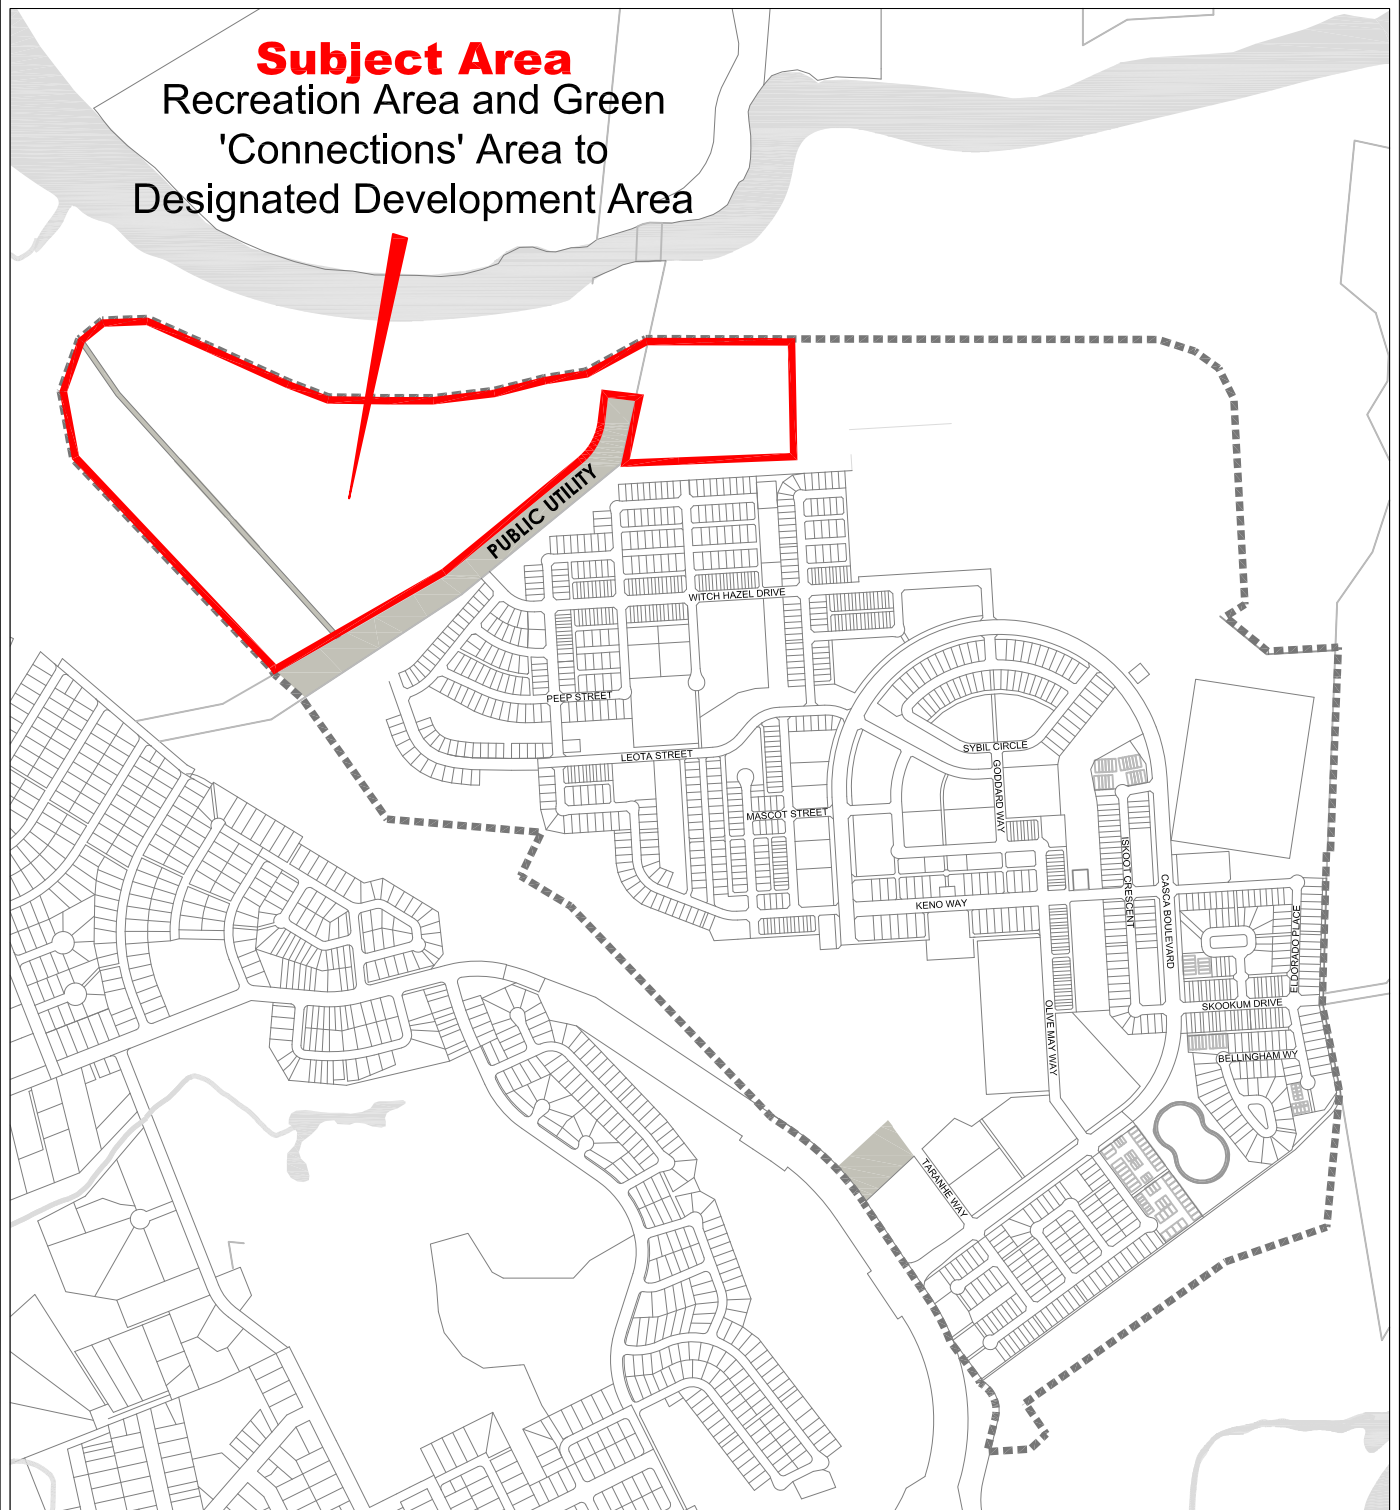 Subject Area
Recreation Area and Green
'Connections' Area to
Designated Development Area
PUBLIC UTILITY
WITCH HAZEL DRIVE
PEEP STREET
LEOTA STREET
SYBIL CIRCLE
GODDARD WAY
MASCOT STREET
ISKOOT CRESCENT
CASCA BOULEVARD
KENO WAY
ELDORADO PLACE
SKOOKUM DRIVE
OLIVE MAY WAY
BELLINGHAM WY
TARANHE WAY